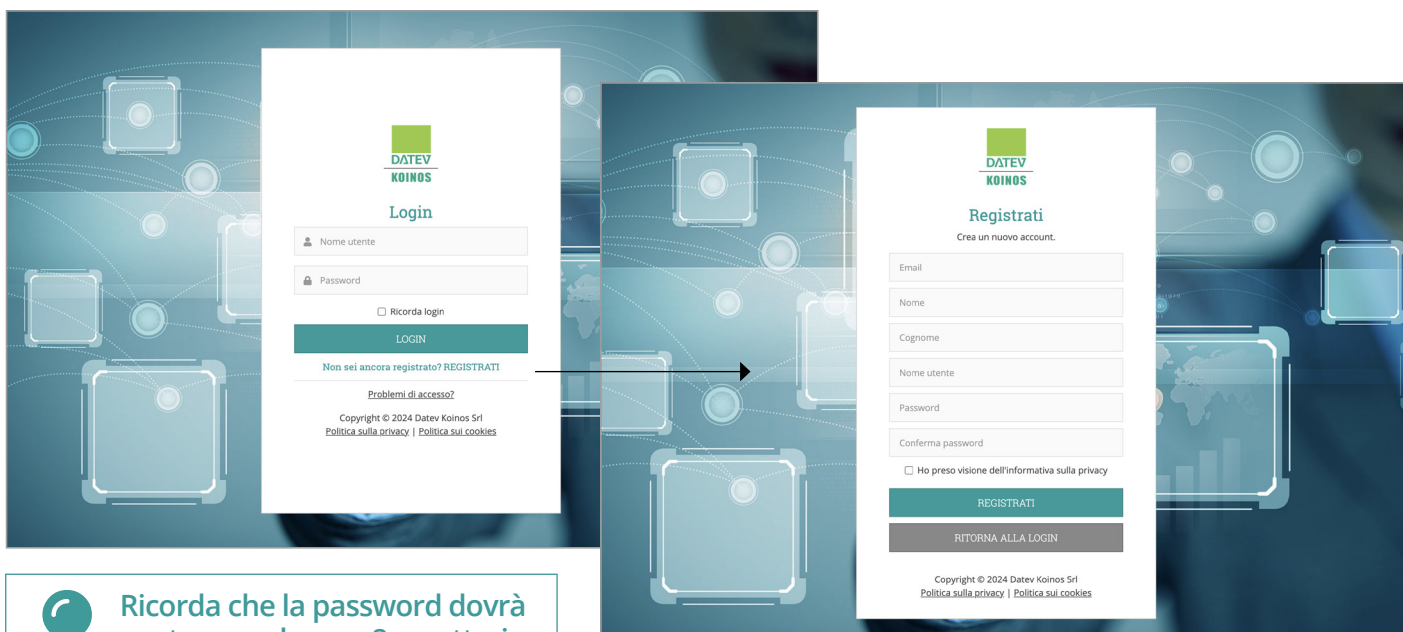 DATEV
KOINOS
Login
Nome utente
Password
Ricorda login
LOGIN
Non sei ancora registrato? REGISTRATI
Problemi di accesso?
Copyright © 2024 Datev Koinos Srl
Politica sulla privacy | Politica sui cookies
DATEV
KOINOS
Registrati
Crea un nuovo account.
Email
Nome
Cognome
Nome utente
Password
Conferma password
Ho preso visione dell'informativa sulla privacy
REGISTRATI
RITORNA ALLA LOGIN
Copyright © 2024 Datev Koinos Srl
Politica sulla privacy | Politica sui cookies
Ricorda che la password dovrà